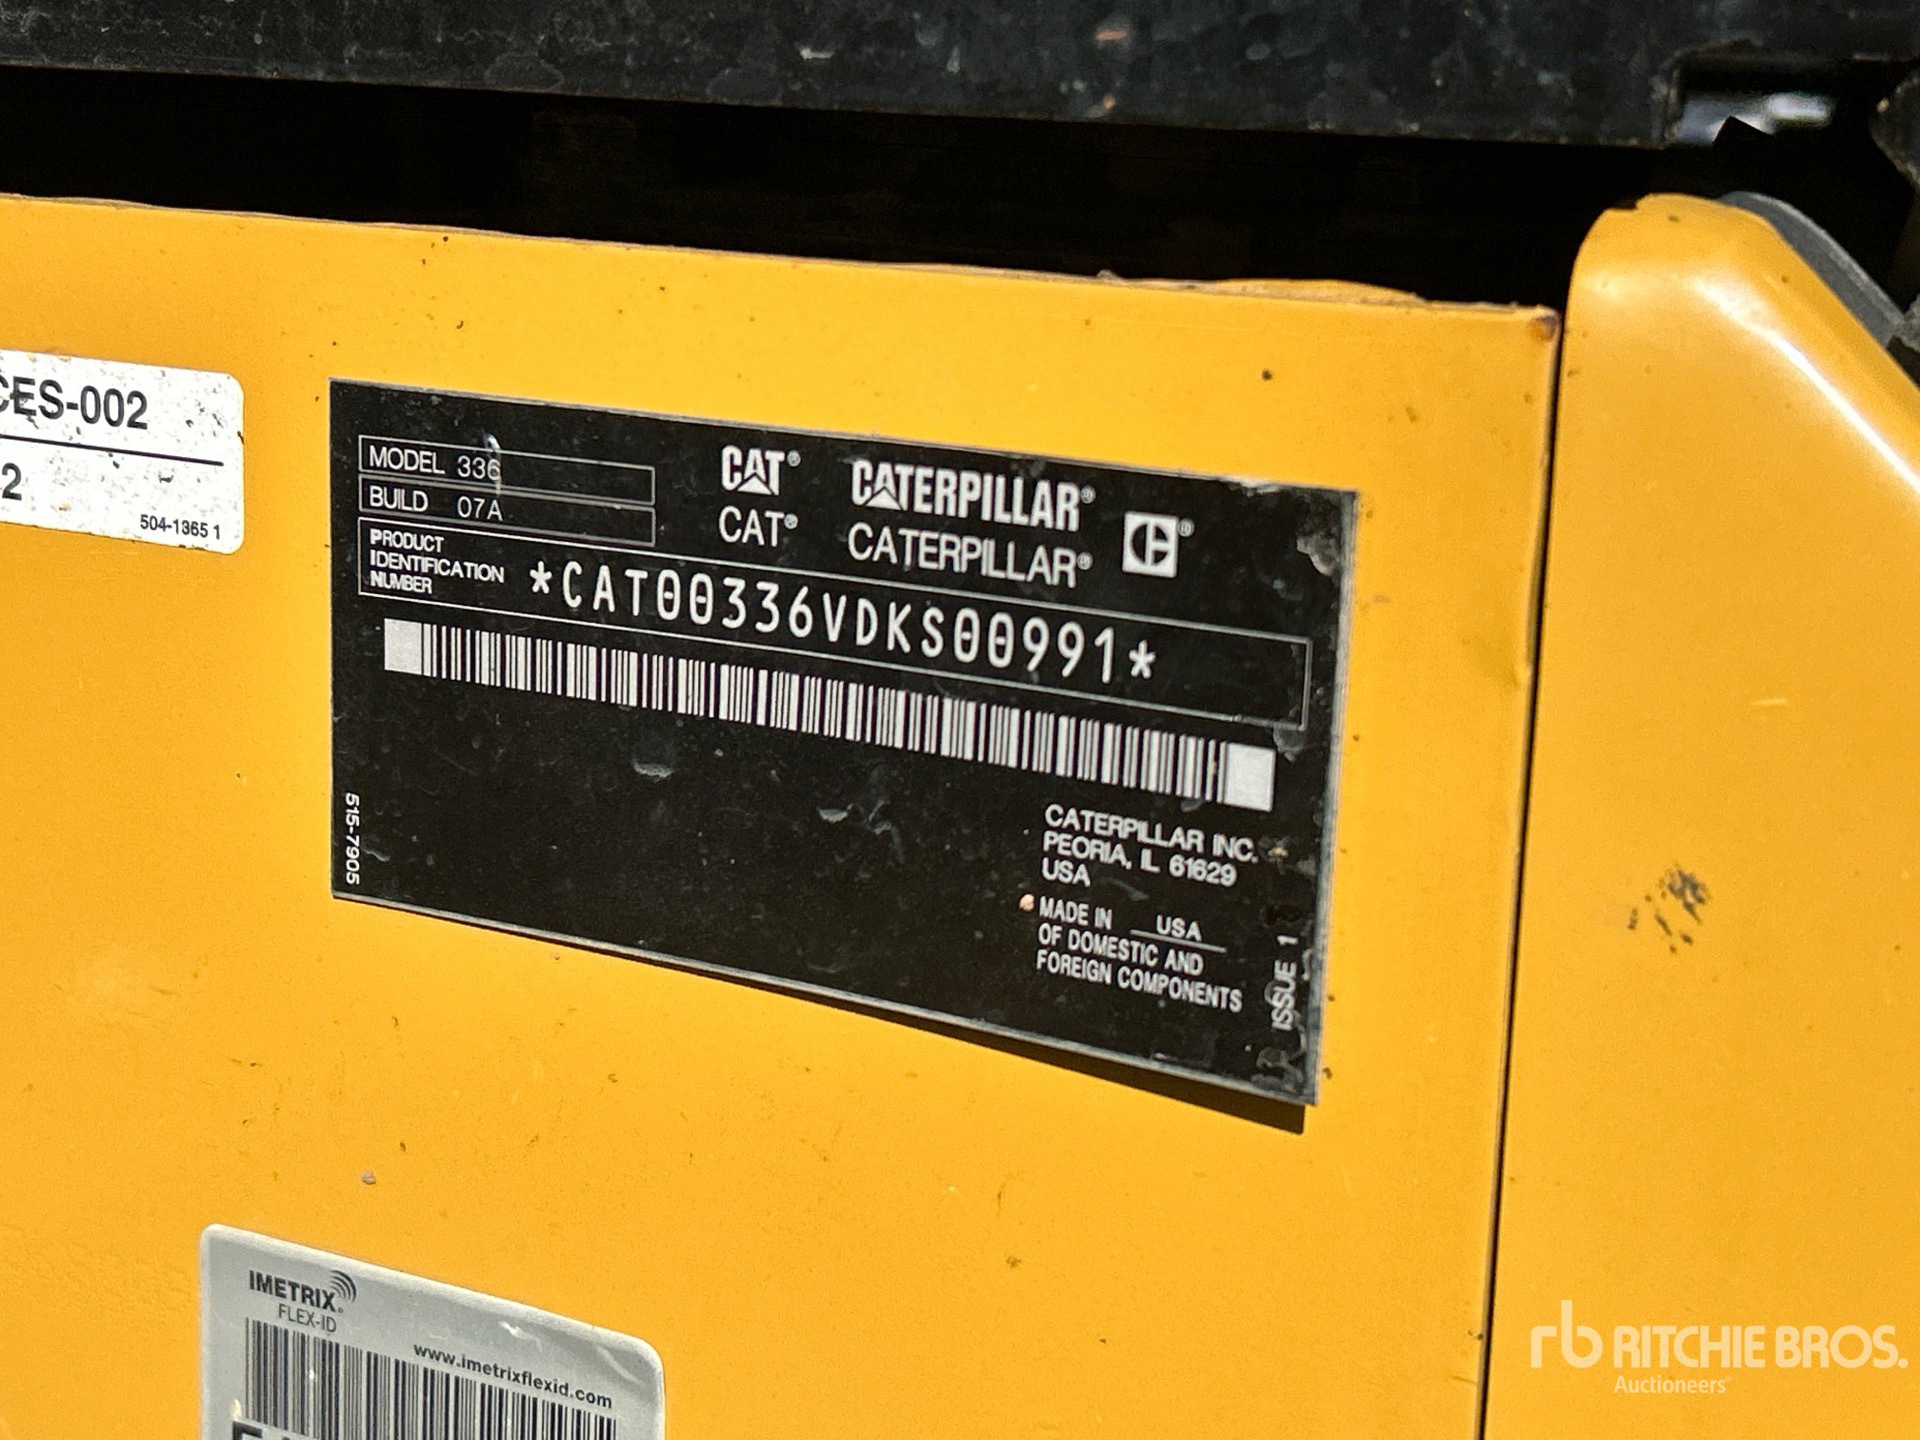 CES-002
2
504-1365 1
MODEL 336
BUILD 07A
CAT® CATERPILLAR®
CAT® CATERPILLAR®
PRODUCT
IDENTIFICATION
NUMBER
*CAT00336VDKS00991*
515-7905
CATERPILLAR INC.
PEORIA, IL 61629
USA
MADE IN USA
OF DOMESTIC AND
FOREIGN COMPONENTS
ISSUE 1
IMETRIX®
FLEX-ID
www.imetrixflexid.com
rb RITCHIE BROS.
Auctioneers